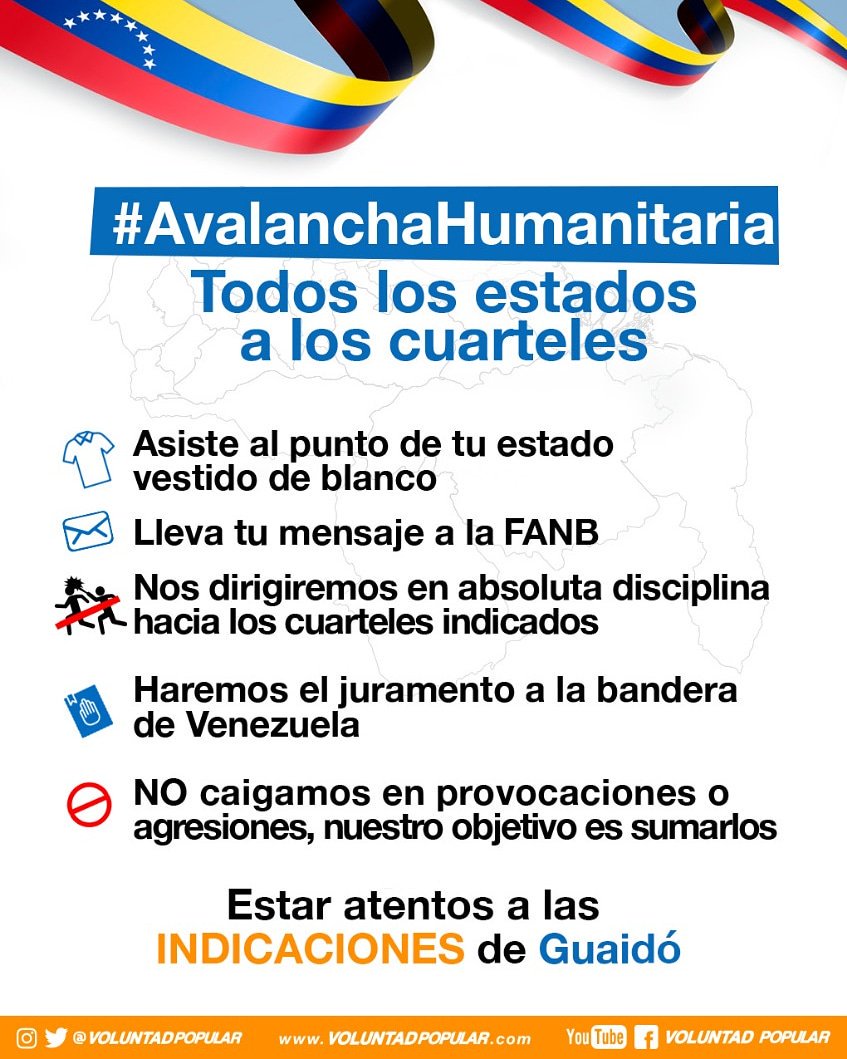 #AvalanchaHumanitaria
Todos los estados
a los cuarteles
Asiste al punto de tu estado
vestido de blanco
Lleva tu mensaje a la FANB
Nos dirigiremos en absoluta disciplina
hacia los cuarteles indicados
Haremos el juramento a la bandera
de Venezuela
NO caigamos en provocaciones o
agresiones, nuestro objetivo es sumarlos
Estar atentos a las
INDICACIONES de Guaidó
@VOLUNTADPOPULAR www.VOLUNTADPOPULAR.com YouTube VOLUNTAD POPULAR